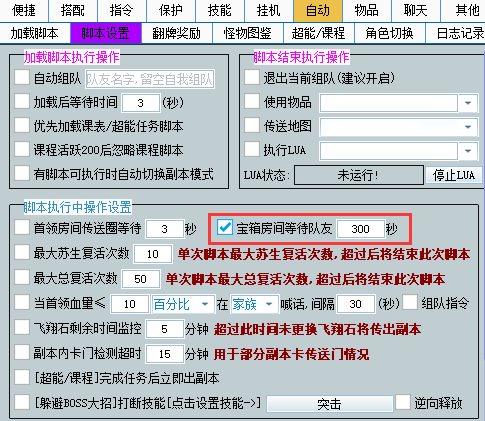 便捷 搭配 指令 保护 技能 挂机 自动 物品 聊天 其他
加载脚本 脚本设置 翻牌奖励 怪物图鉴 超能/课程 角色切换 日志记录
加载脚本执行操作
自动组队 队友名字,留空自我组队
加载后等待时间 3 (秒)
优先加载课表/超能任务脚本
课程活跃200后忽略课程脚本
有脚本可执行时自动切换副本模式
脚本结束执行操作
退出当前组队(建议开启)
使用物品
传送地图
执行LUA
LUA状态: 未运行! 停止LUA
脚本执行中操作设置
首领房间传送圈等待 3 秒 宝箱房间等待队友 300 秒
最大苏生复活次数 10 单次脚本最大苏生复活次数,超过后将结束此次脚本
最大总复活次数 50 单次脚本最大总复活次数,超过后将结束此次脚本
当首领血量≤ 10 百分比 在 家族 喊话,间隔 30 (秒) 组队指令
飞翔石剩余时间监控 5 分钟 超过此时间未更换飞翔石将传出副本
副本内卡门检测超时 15 分钟 用于部分副本卡传送门情况
[超能/课程]完成任务后立即出副本
[躲避BOSS大招]打断技能[点击设置技能->] 突击 逆向释放